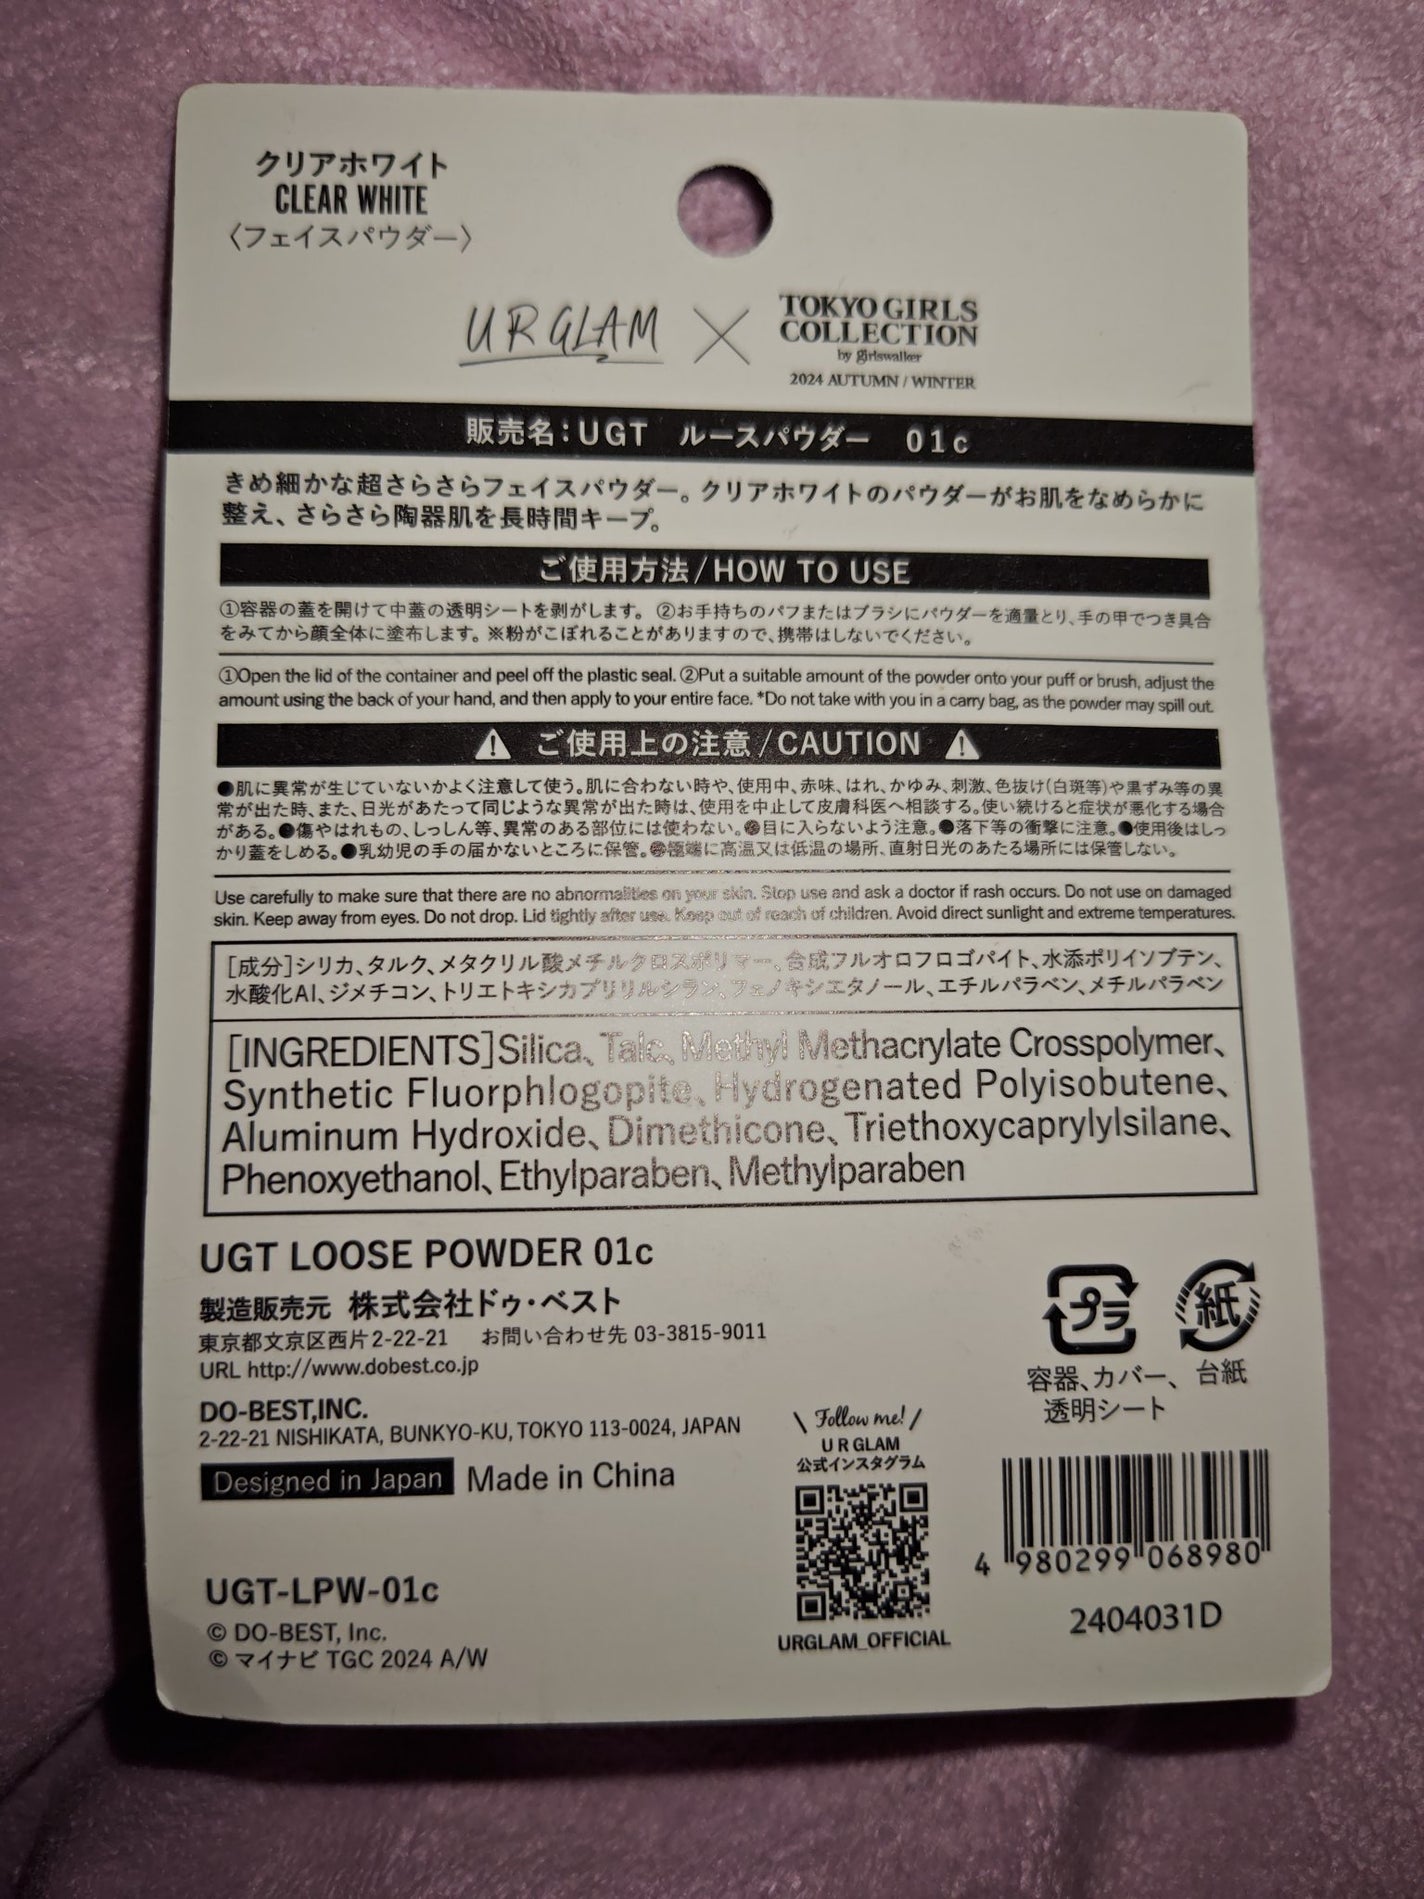 クリアホワイト
CLEAR WHITE
〈フェイスパウダー〉
UR GLAM × TOKYO GIRLS
COLLECTION
by girlswalker
2024 AUTUMN / WINTER
販売名：UGT ルースパウダー 01c
きめ細かな超さらさらフェイスパウダー。クリアホワイトのパウダーがお肌をなめらかに
整え、さらさら陶器肌を長時間キープ。
ご使用方法/HOW TO USE
①容器の蓋を開けて中蓋の透明シートを剥がします。②お手持ちのパフまたはブラシにパウダーを適量とり、手の甲でつき具合
をみてから顔全体に塗布します。※粉がこぼれることがありますので、携帯はしないでください。
①Open the lid of the container and peel off the plastic seal. ②Put a suitable amount of the powder onto your puff or brush, adjust the
amount using the back of your hand, and then apply to your entire face. *Do not take with you in a carry bag, as the powder may spill out.
⚠ ご使用上の注意/CAUTION ⚠
●肌に異常が生じていないかよく注意して使う。肌に合わない時や、使用中、赤味、はれ、かゆみ、刺激、色抜け(白斑等)や黒ずみ等の異
常が出た時、また、日光があたって同じような異常が出た時は、使用を中止して皮膚科医へ相談する。使い続けると症状が悪化する場合
がある。●傷やはれもの、しっしん等、異常のある部位には使わない。●目に入らないよう注意。●落下等の衝撃に注意。●使用後はしっ
かり蓋をしめる。●乳幼児の手の届かないところに保管。●極端に高温又は低温の場所、直射日光のあたる場所には保管しない。
Use carefully to make sure that there are no abnormalities on your skin. Stop use and ask a doctor if rash occurs. Do not use on damaged
skin. Keep away from eyes. Do not drop. Lid tightly after use. Keep out of reach of children. Avoid direct sunlight and extreme temperatures.
[成分]シリカ、タルク、メタクリル酸メチルクロスポリマー、合成フルオロフロゴパイト、水添ポリイソブテン、
水酸化Al、ジメチコン、トリエトキシカプリリルシラン、フェノキシエタノール、エチルパラベン、メチルパラベン
[INGREDIENTS]Silica、Talc、Methyl Methacrylate Crosspolymer、
Synthetic Fluorphlogopite、Hydrogenated Polyisobutene、
Aluminum Hydroxide、Dimethicone、Triethoxycaprylylsilane、
Phenoxyethanol、Ethylparaben、Methylparaben
UGT LOOSE POWDER 01c
製造販売元 株式会社ドゥ・ベスト
東京都文京区西片2-22-21 お問い合わせ先 03-3815-9011
URL http://www.dobest.co.jp
DO-BEST,INC.
2-22-21 NISHIKATA, BUNKYO-KU, TOKYO 113-0024, JAPAN
Designed in Japan Made in China
UGT-LPW-01c
© DO-BEST, Inc.
© マイナビ TGC 2024 A/W
\ Follow me! /
U R GLAM
公式インスタグラム
URGLAM_OFFICIAL
プラ
容器、カバー、
透明シート
紙
台紙
4 980299 068980
2404031D